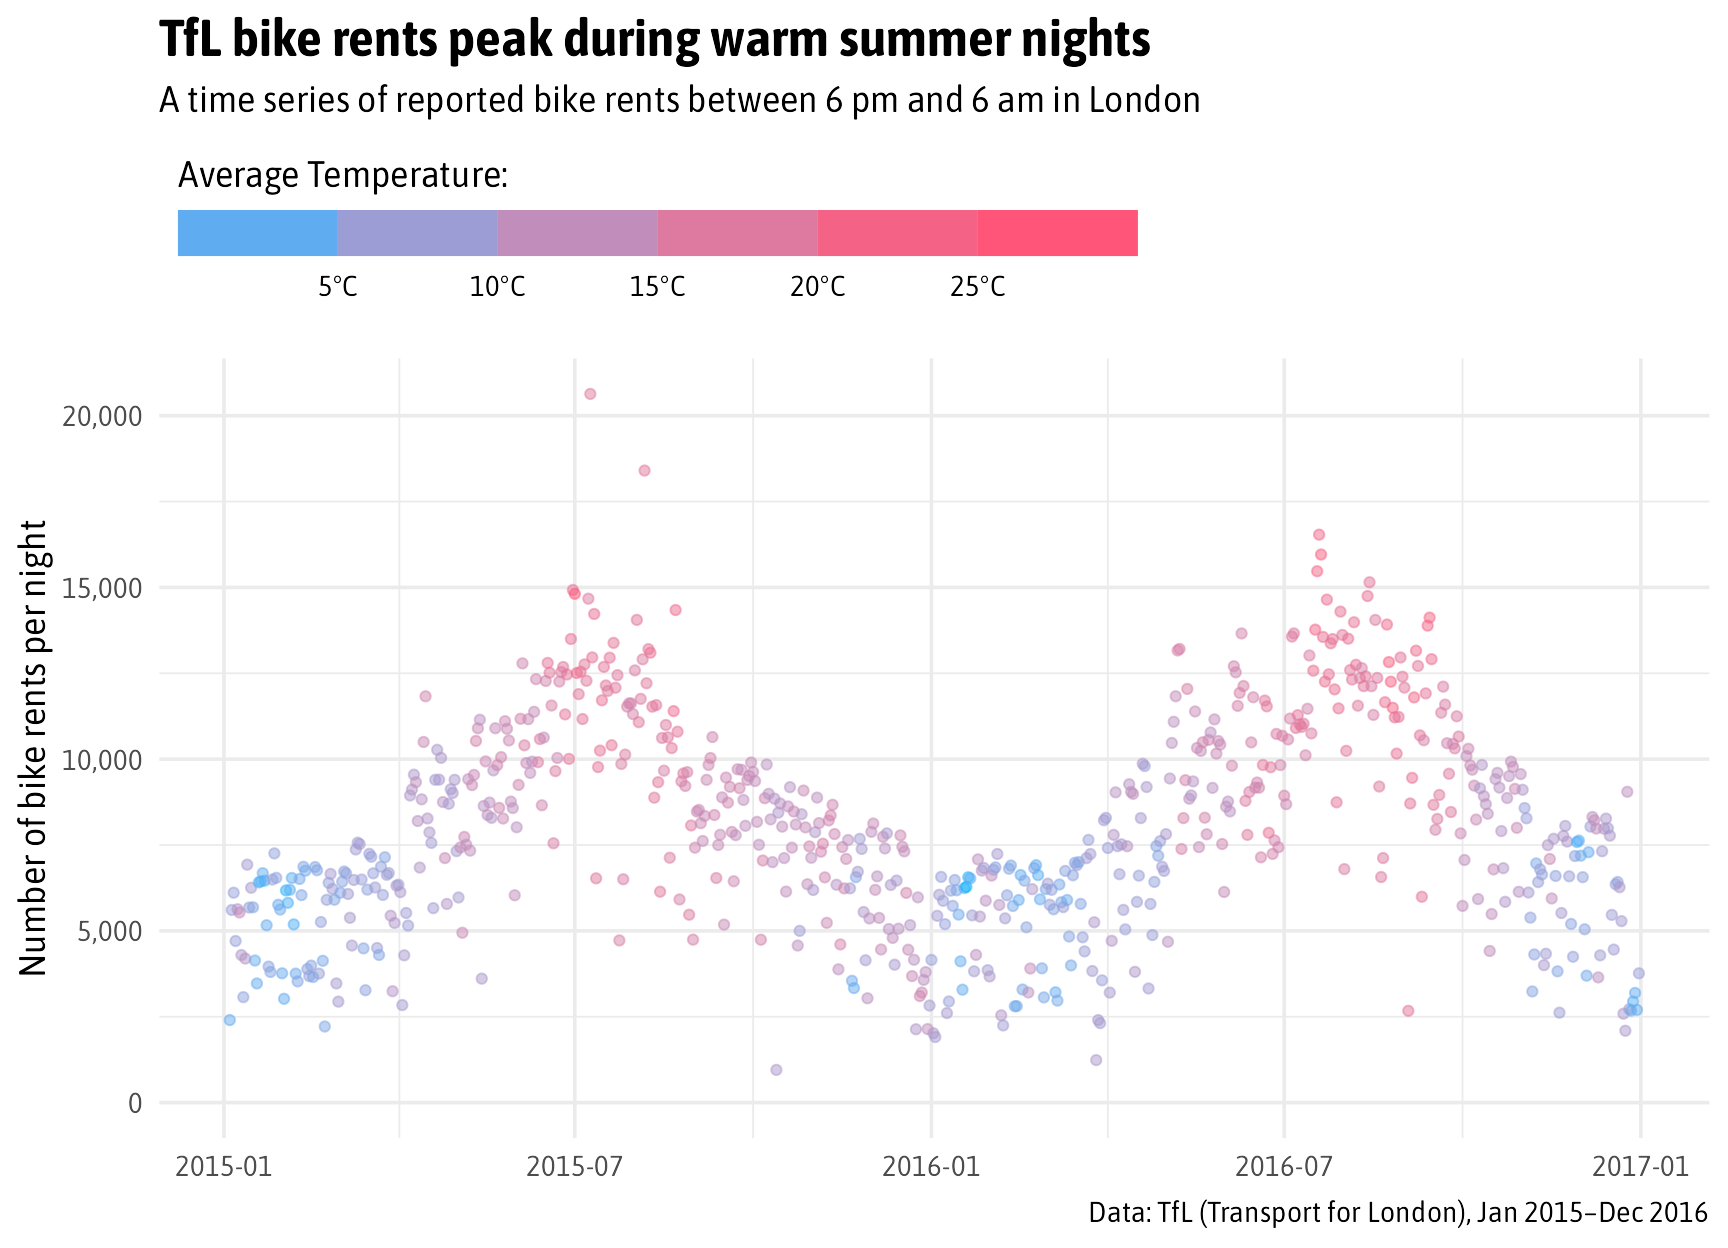 TfL bike rents peak during warm summer nights
A time series of reported bike rents between 6 pm and 6 am in London
Average Temperature:
5°C 10°C 15°C 20°C 25°C
Number of bike rents per night
20,000
15,000
10,000
5,000
0
2015-01 2015-07 2016-01 2016-07 2017-01
Data: TfL (Transport for London), Jan 2015–Dec 2016